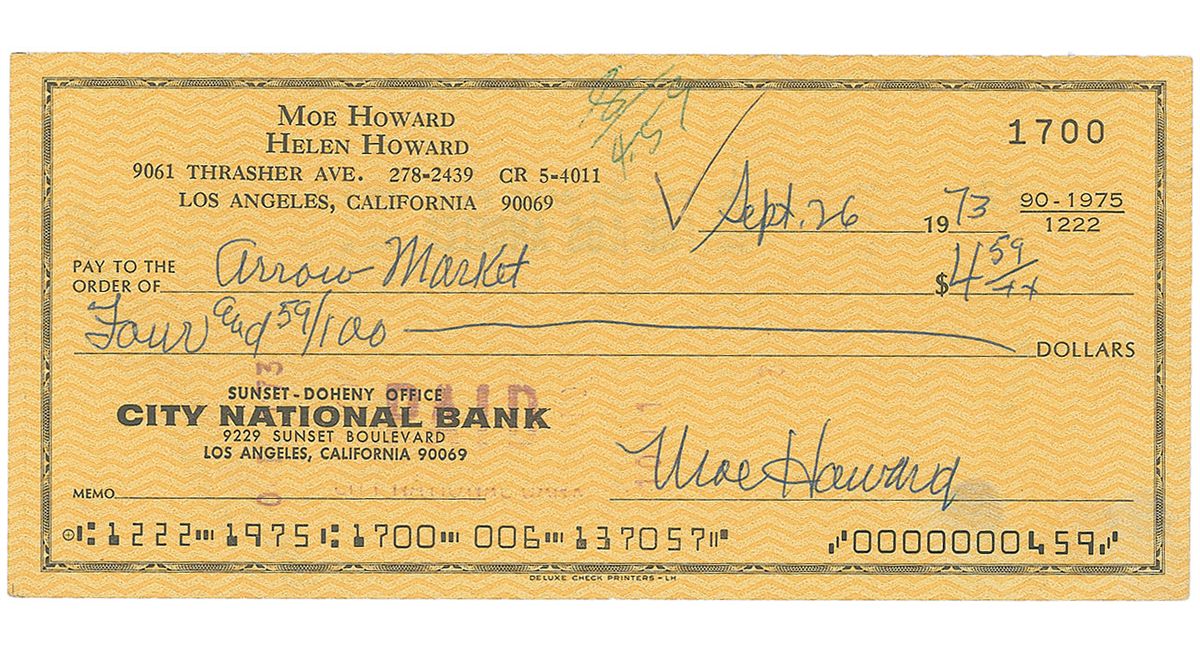 MOE HOWARD
HELEN HOWARD
9061 THRASHER AVE. 278-2439 CR 5-4011
LOS ANGELES, CALIFORNIA 90069
1700
Sept. 26 1973
90-1975
1222
PAY TO THE
ORDER OF Arrow Market $4 59/xx
Four and 59/100 DOLLARS
SUNSET-DOHENY OFFICE
CITY NATIONAL BANK
9229 SUNSET BOULEVARD
LOS ANGELES, CALIFORNIA 90069
Moe Howard
MEMO
⑆1222⑉1975⑆1700⑉006⑉137057⑈ ⑇0000000459⑇
DELUXE CHECK PRINTERS - LH